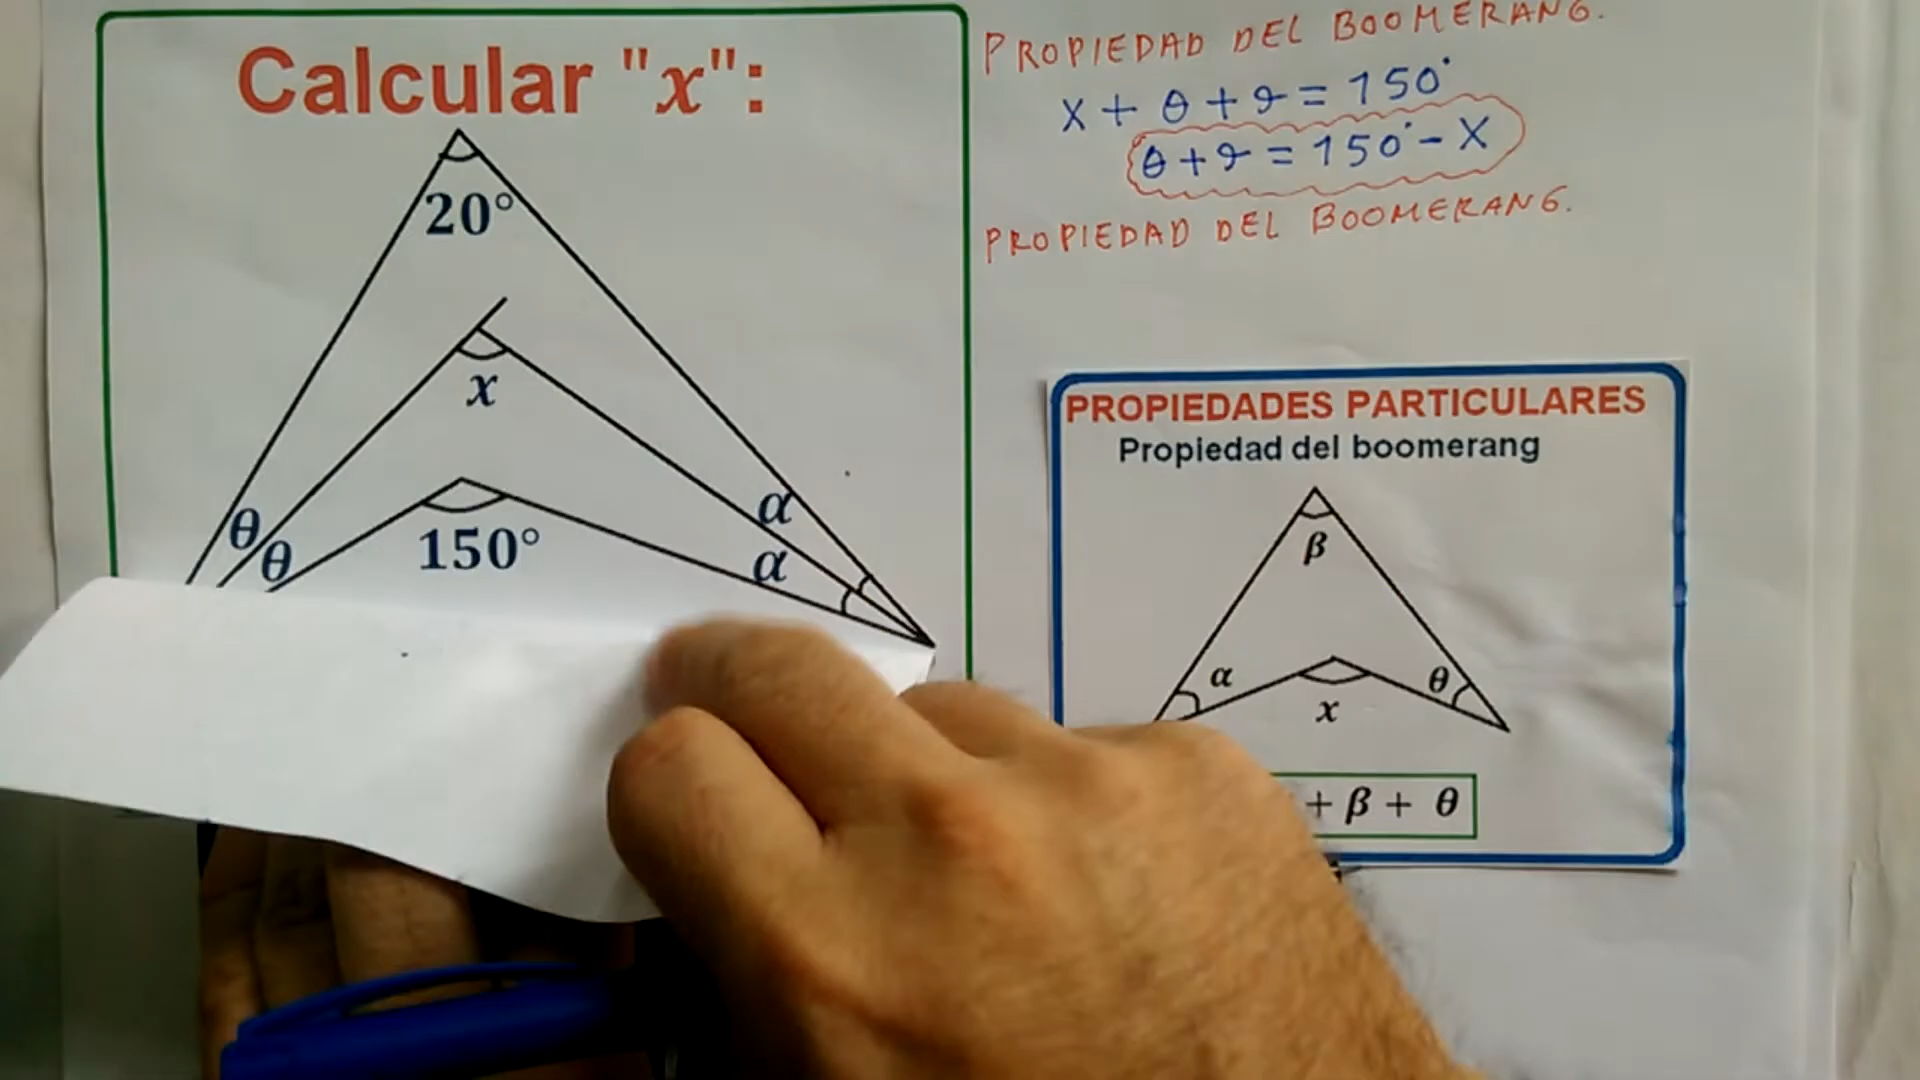 Calcular "x":
20°
x
θ
θ
150°
α
α
PROPIEDAD DEL BOOMERANG.
X + θ + α = 150°
θ + α = 150° - X
PROPIEDAD DEL BOOMERANG.
PROPIEDADES PARTICULARES
Propiedad del boomerang
β
α
θ
x
+ β + θ